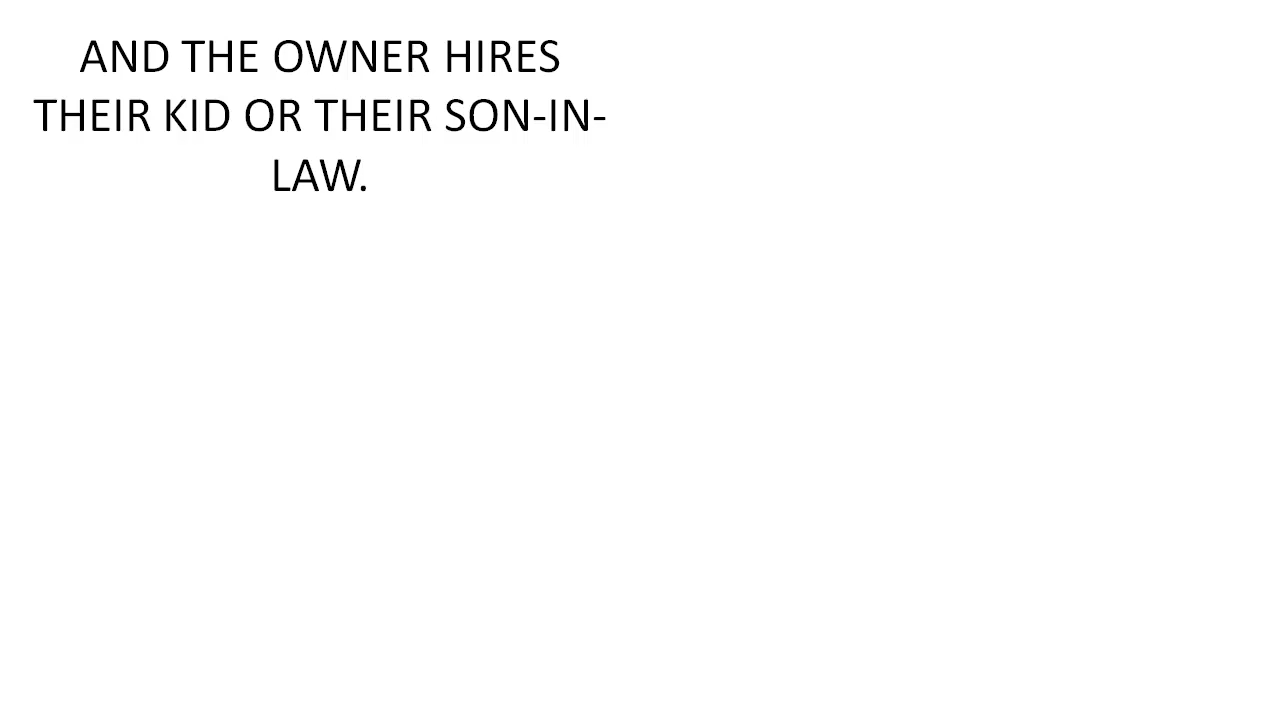 AND THE OWNER HIRES
THEIR KID OR THEIR SON-IN-
LAW.